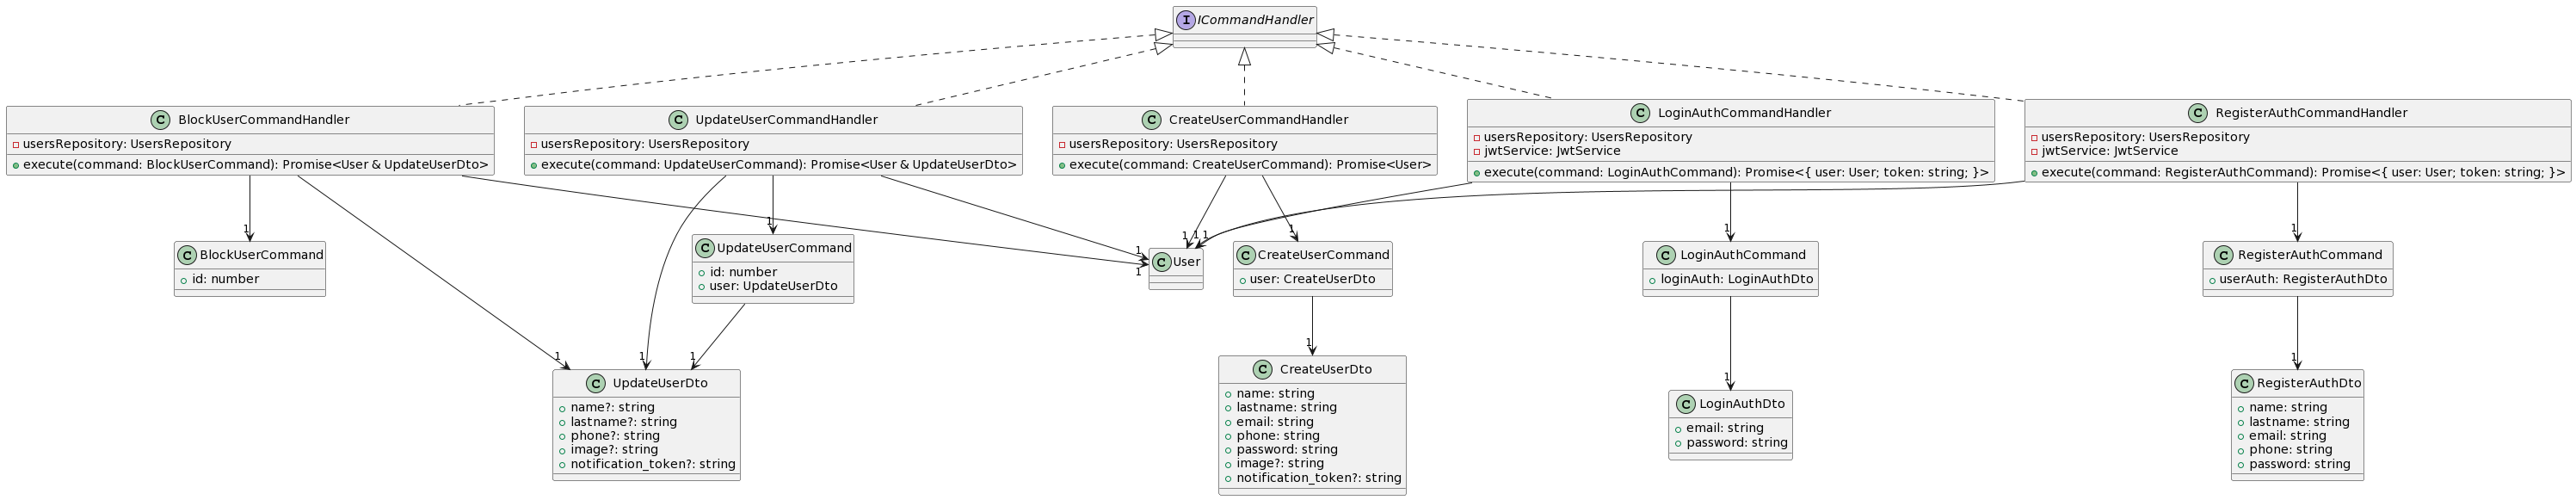 I ICommandHandler
C BlockUserCommandHandler
usersRepository: UsersRepository
execute(command: BlockUserCommand): Promise<User & UpdateUserDto>
C UpdateUserCommandHandler
usersRepository: UsersRepository
execute(command: UpdateUserCommand): Promise<User & UpdateUserDto>
C CreateUserCommandHandler
usersRepository: UsersRepository
execute(command: CreateUserCommand): Promise<User>
C LoginAuthCommandHandler
usersRepository: UsersRepository
jwtService: JwtService
execute(command: LoginAuthCommand): Promise<{ user: User; token: string; }>
C RegisterAuthCommandHandler
usersRepository: UsersRepository
jwtService: JwtService
execute(command: RegisterAuthCommand): Promise<{ user: User; token: string; }>
1
1
1
1
1
1
1
1
1
1
C BlockUserCommand
id: number
C UpdateUserCommand
id: number
user: UpdateUserDto
C User
C CreateUserCommand
user: CreateUserDto
C LoginAuthCommand
loginAuth: LoginAuthDto
C RegisterAuthCommand
userAuth: RegisterAuthDto
1
1
1
1
1
1
C UpdateUserDto
name?: string
lastname?: string
phone?: string
image?: string
notification_token?: string
C CreateUserDto
name: string
lastname: string
email: string
phone: string
password: string
image?: string
notification_token?: string
C LoginAuthDto
email: string
password: string
C RegisterAuthDto
name: string
lastname: string
email: string
phone: string
password: string